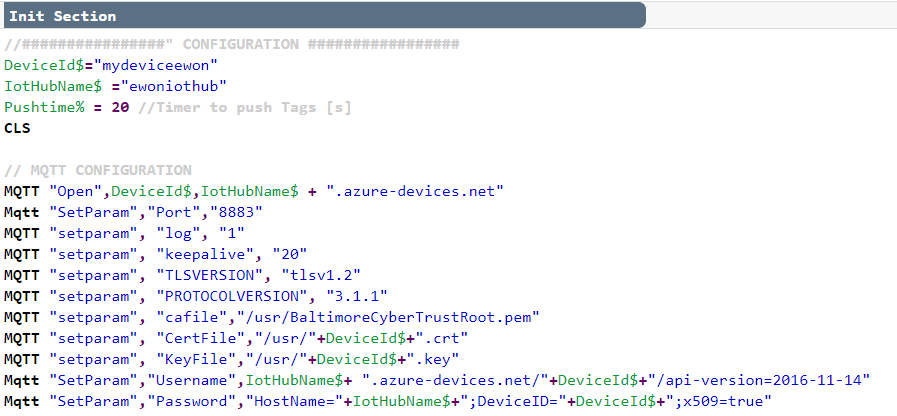 Init Section
//################" CONFIGURATION #################
DeviceId$="mydeviceewon"
IotHubName$ ="ewoniothub"
Pushtime% = 20 //Timer to push Tags [s]
CLS
// MQTT CONFIGURATION
MQTT "Open",DeviceId$,IotHubName$ + ".azure-devices.net"
Mqtt "SetParam","Port","8883"
MQTT "setparam", "log", "1"
MQTT "setparam", "keepalive", "20"
MQTT "setparam", "TLSVERSION", "tlsv1.2"
MQTT "setparam", "PROTOCOLVERSION", "3.1.1"
MQTT "setparam", "cafile","/usr/BaltimoreCyberTrustRoot.pem"
MQTT "setparam", "CertFile","/usr/"+DeviceId$+".crt"
MQTT "setparam", "KeyFile","/usr/"+DeviceId$+".key"
Mqtt "SetParam","Username",IotHubName$+ ".azure-devices.net/"+DeviceId$+"/api-version=2016-11-14"
Mqtt "SetParam","Password","HostName="+IotHubName$+";DeviceID="+DeviceId$+";x509=true"